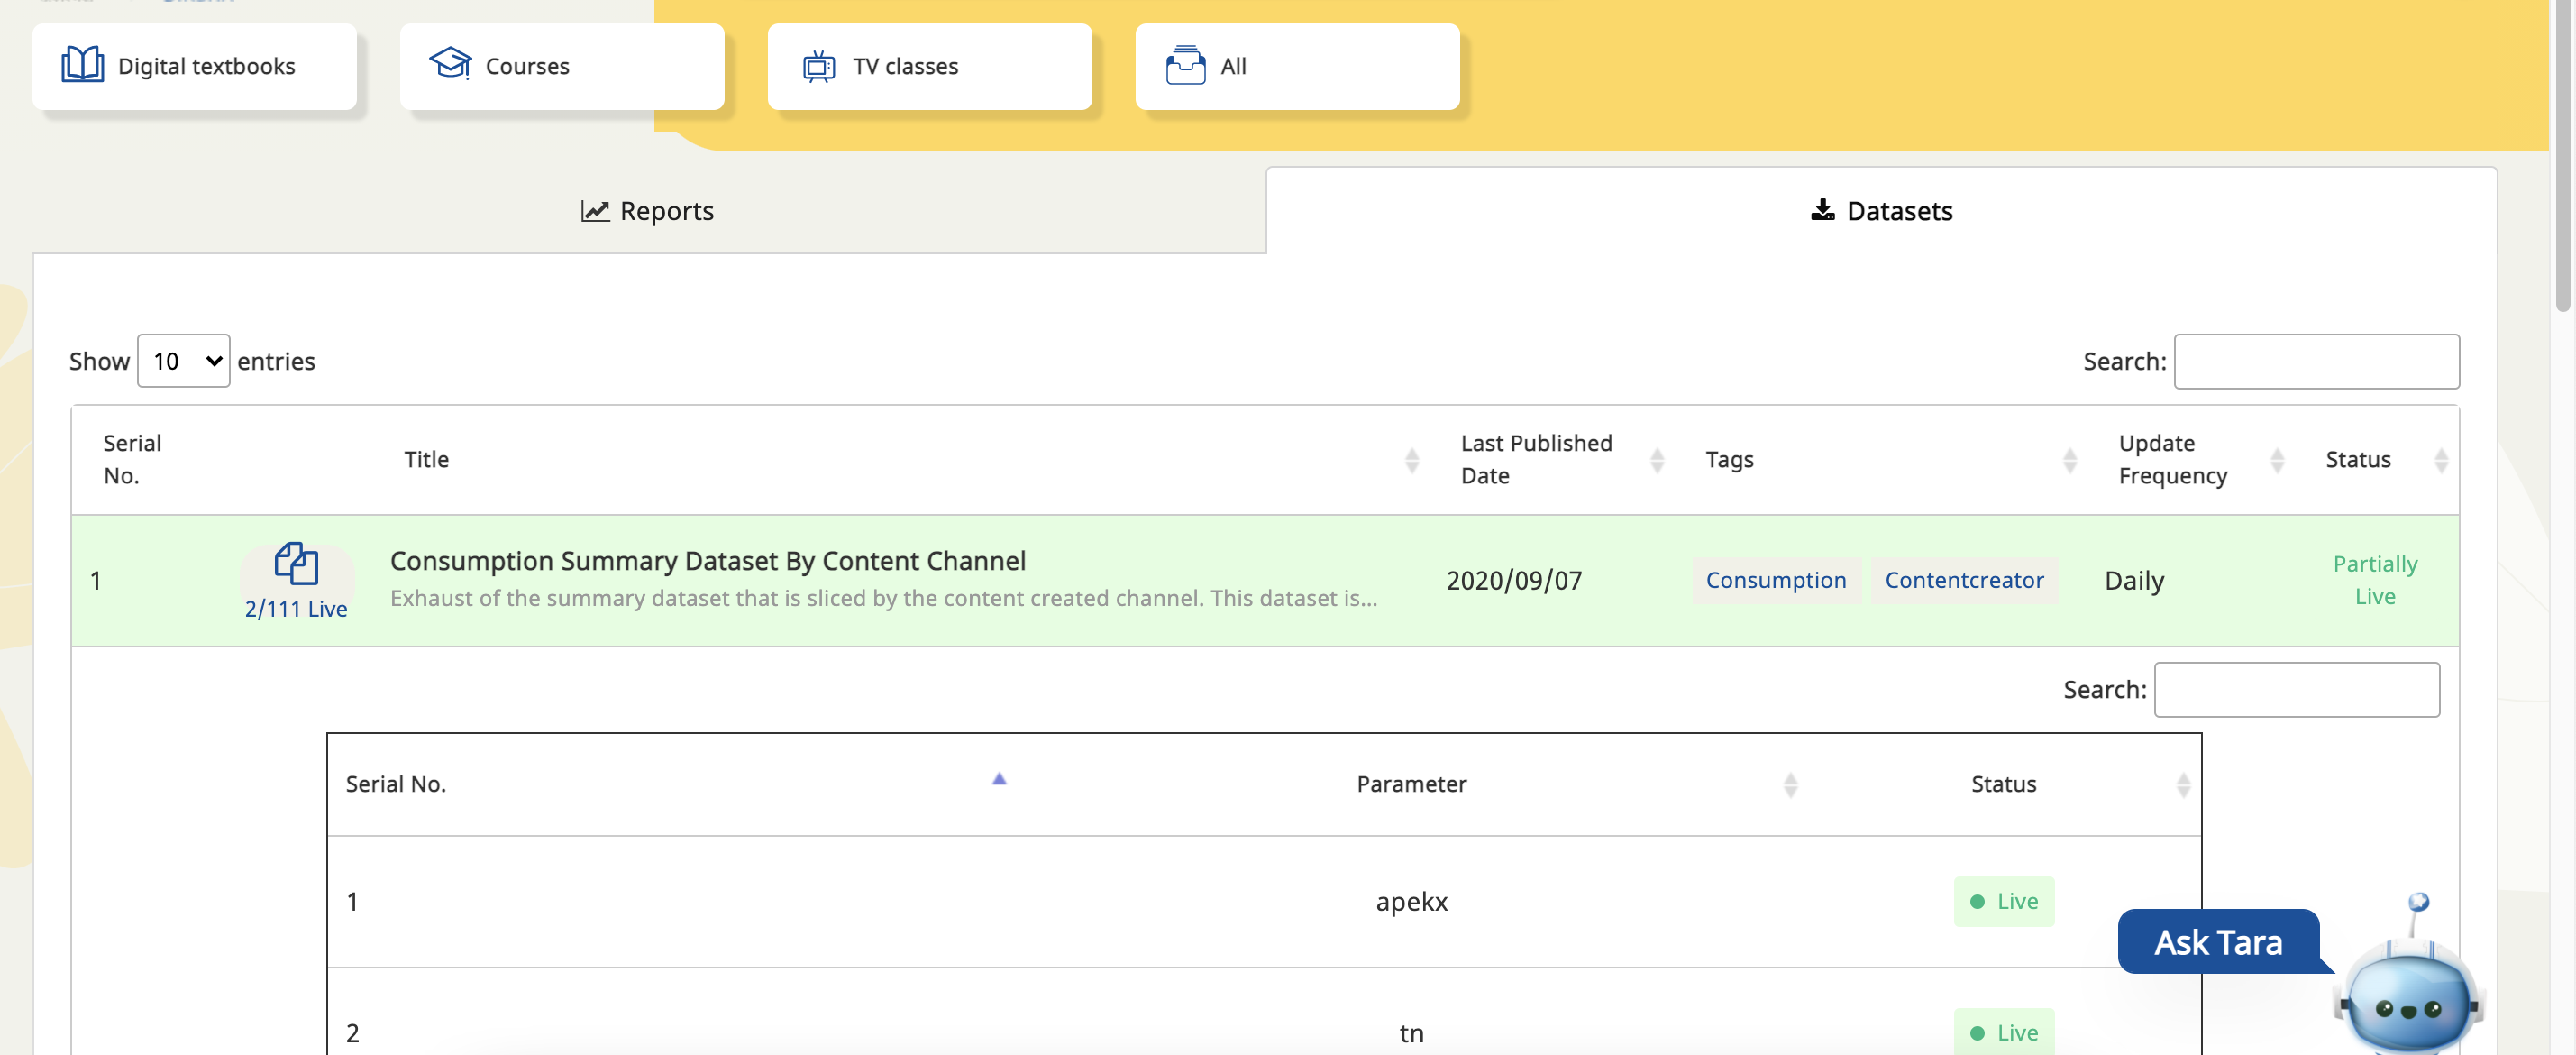 Digital textbooks
Courses
TV classes
All
Reports
Datasets
Show 10 entries
Search:
Serial No.
Title
Last Published Date
Tags
Update Frequency
Status
1
2/111 Live
Consumption Summary Dataset By Content Channel
Exhaust of the summary dataset that is sliced by the content created channel. This dataset is...
2020/09/07
Consumption
Contentcreator
Daily
Partially Live
Search:
Serial No.
Parameter
Status
1
apekx
Live
Ask Tara
2
tn
Live